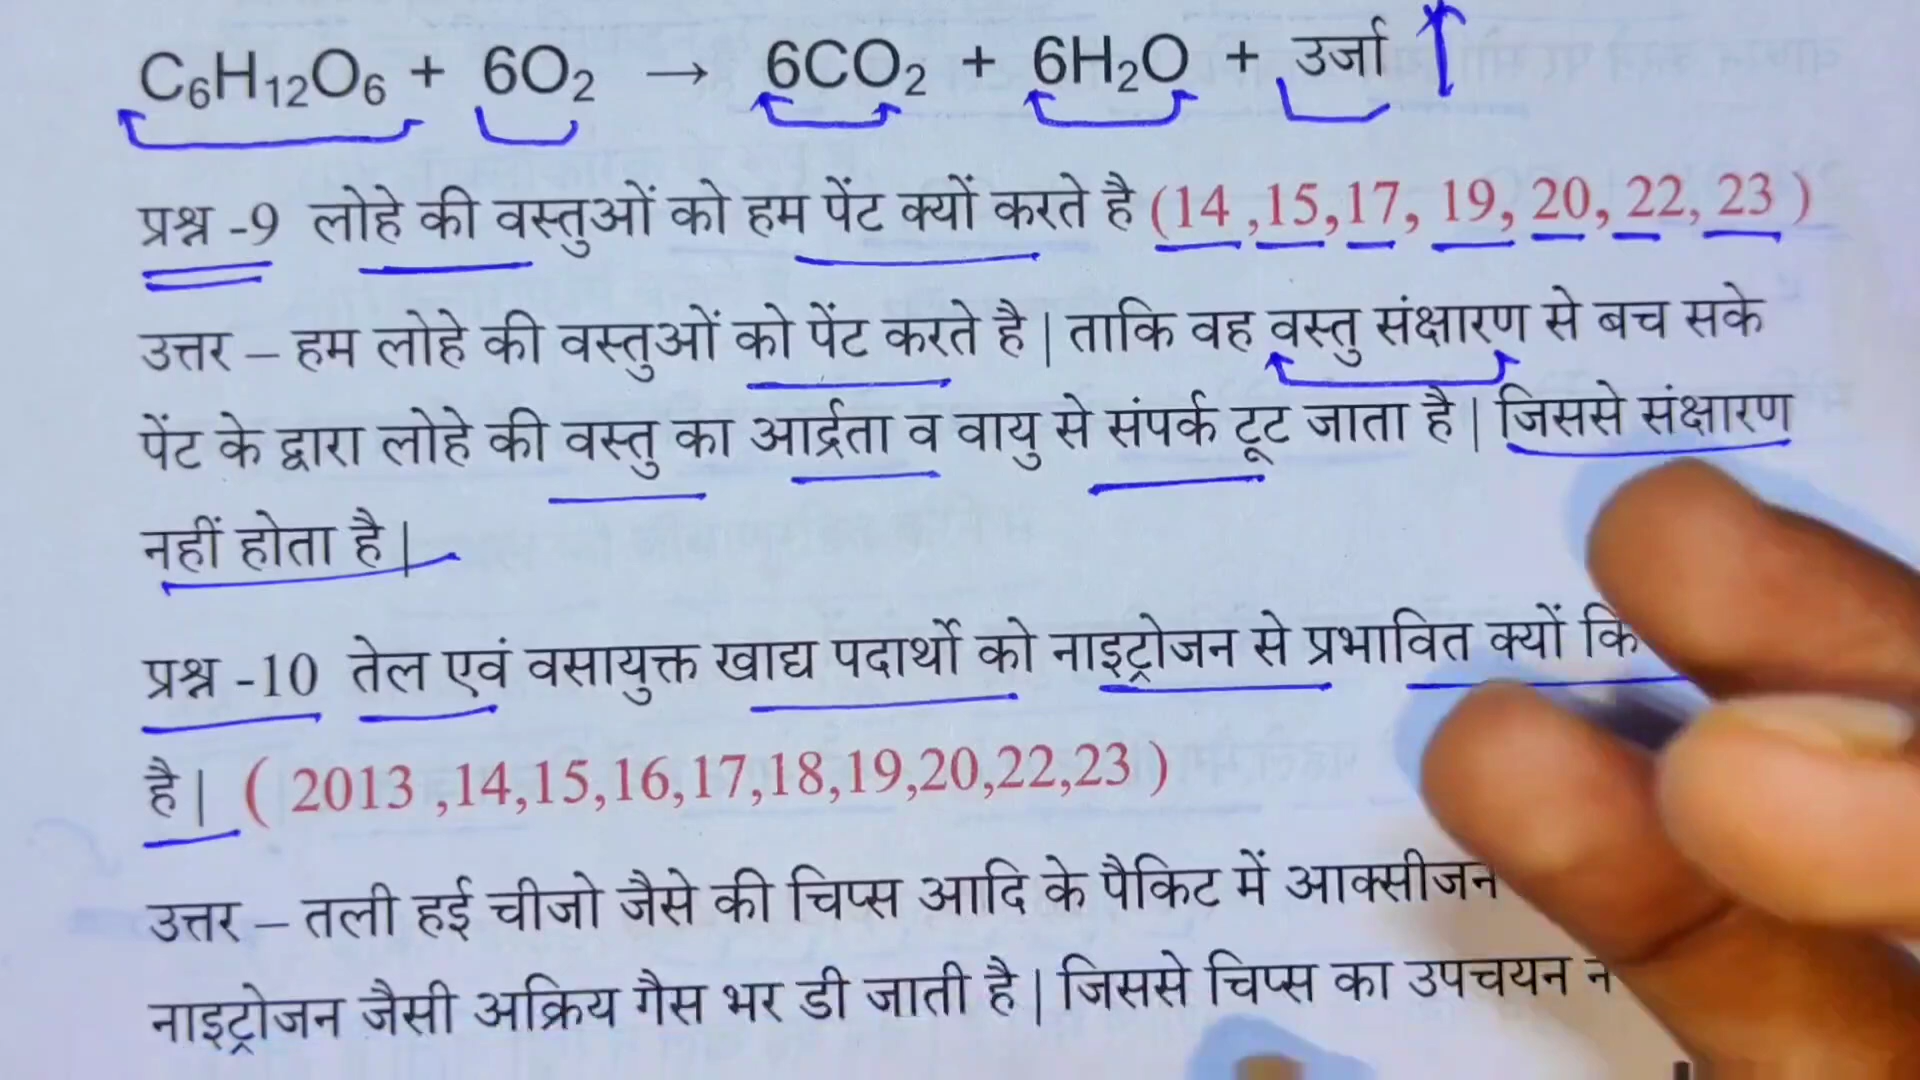 C₆H₁₂O₆ + 6O₂ → 6CO₂ + 6H₂O + उर्जा ↑
प्रश्न -9 लोहे की वस्तुओं को हम पेंट क्यों करते है (14 ,15,17, 19, 20, 22, 23 )
उत्तर – हम लोहे की वस्तुओं को पेंट करते है | ताकि वह वस्तु संक्षारण से बच सके
पेंट के द्वारा लोहे की वस्तु का आर्द्रता व वायु से संपर्क टूट जाता है | जिससे संक्षारण
नहीं होता है |
प्रश्न -10 तेल एवं वसायुक्त खाद्य पदार्थो को नाइट्रोजन से प्रभावित क्यों
है | ( 2013 ,14,15,16,17,18,19,20,22,23 )
उत्तर – तली हई चीजो जैसे की चिप्स आदि के पैकिट में आक्सीजन
नाइट्रोजन जैसी अक्रिय गैस भर डी जाती है | जिससे चिप्स का उपचयन